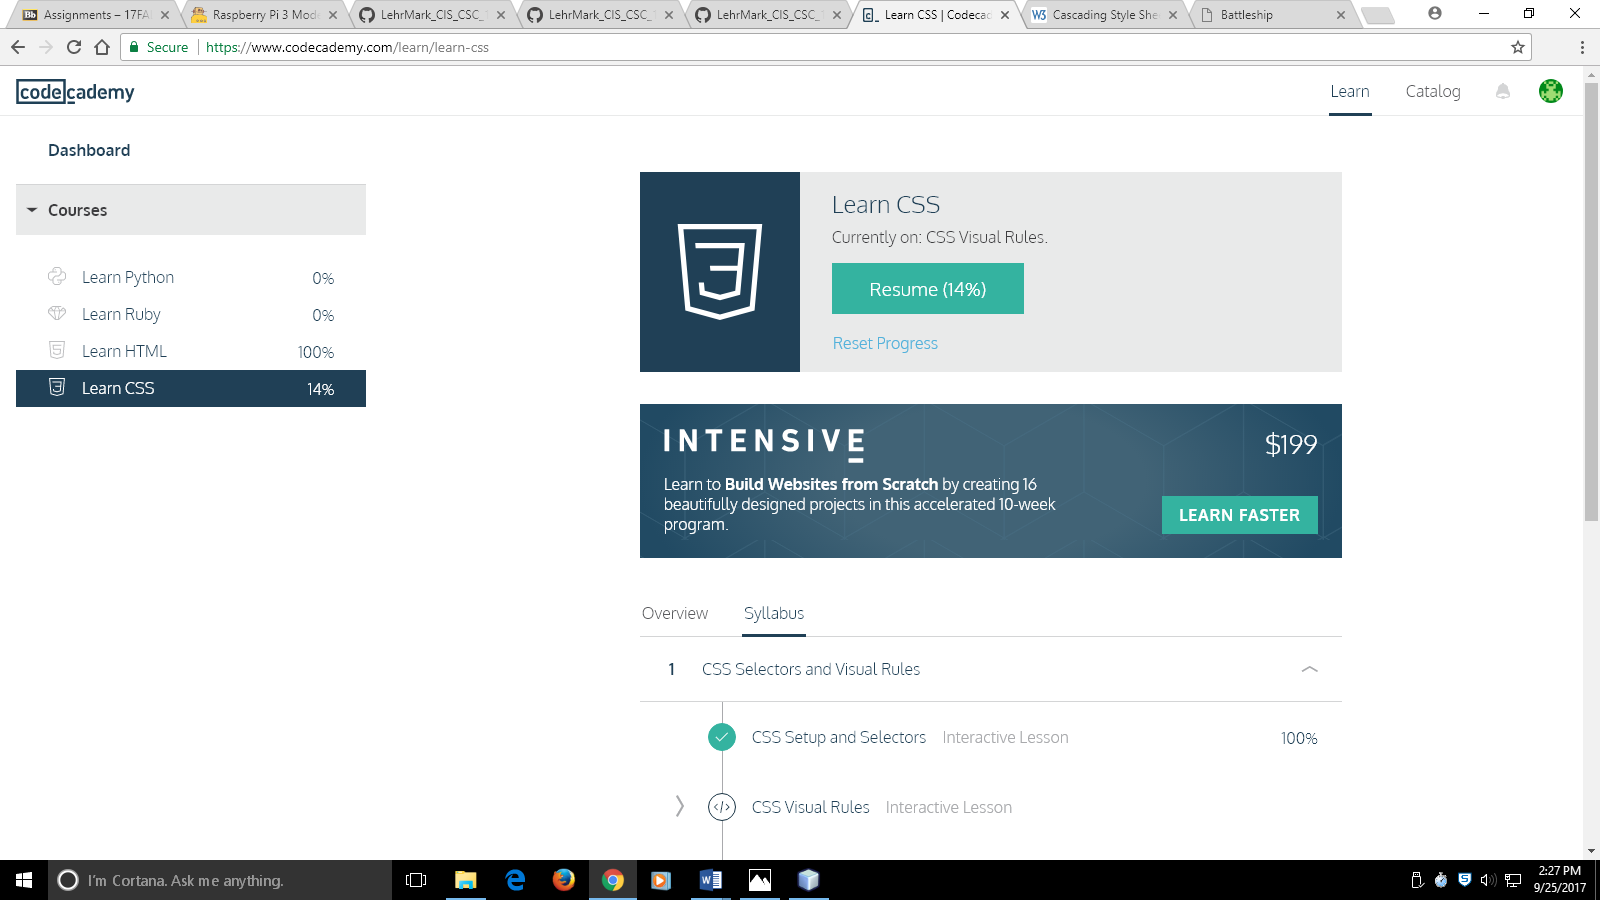 Assignments – 17FA
Raspberry Pi 3 Mode
LehrMark_CIS_CSC_
LehrMark_CIS_CSC_
LehrMark_CIS_CSC_
Learn CSS | Codecad
Cascading Style She
Battleship
Secure
https://www.codecademy.com/learn/learn-css
codecademy
Learn
Catalog
Dashboard
Courses
Learn Python 0%
Learn Ruby 0%
Learn HTML 100%
Learn CSS 14%
Learn CSS
Currently on: CSS Visual Rules.
Resume (14%)
Reset Progress
INTENSIVE
$199
Learn to Build Websites from Scratch by creating 16
beautifully designed projects in this accelerated 10-week
program.
LEARN FASTER
Overview
Syllabus
1 CSS Selectors and Visual Rules
CSS Setup and Selectors Interactive Lesson 100%
CSS Visual Rules Interactive Lesson
I'm Cortana. Ask me anything.
2:27 PM
9/25/2017